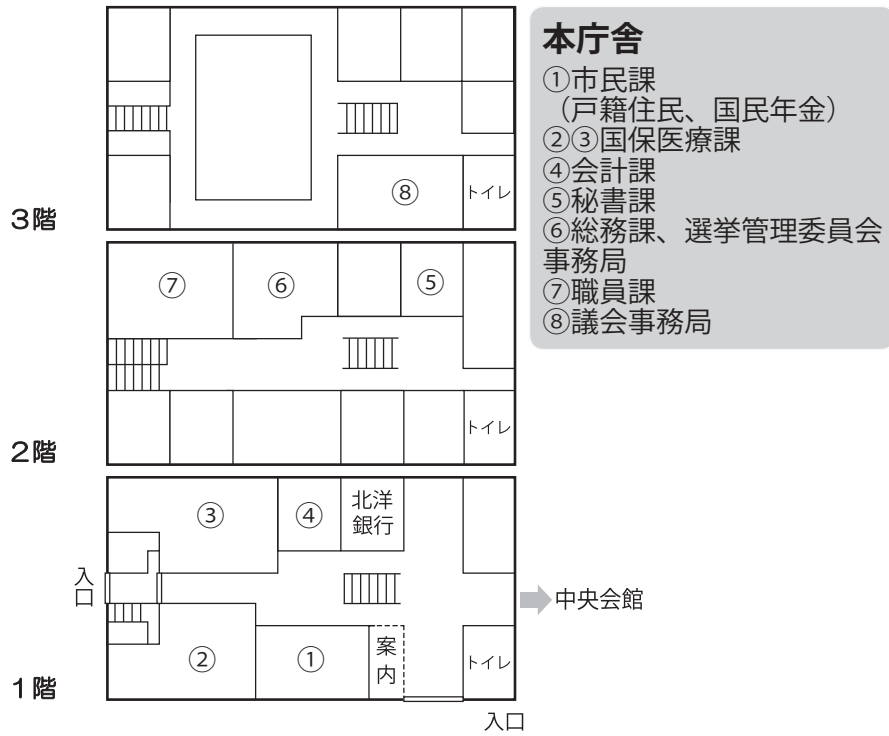 ⑧
トイレ
3階
⑦
⑥
⑤
トイレ
2階
③
④
北洋
銀行
入口
中央会館
②
①
案内
トイレ
1階
入口
本庁舎
①市民課
（戸籍住民、国民年金）
②③国保医療課
④会計課
⑤秘書課
⑥総務課、選挙管理委員会
事務局
⑦職員課
⑧議会事務局